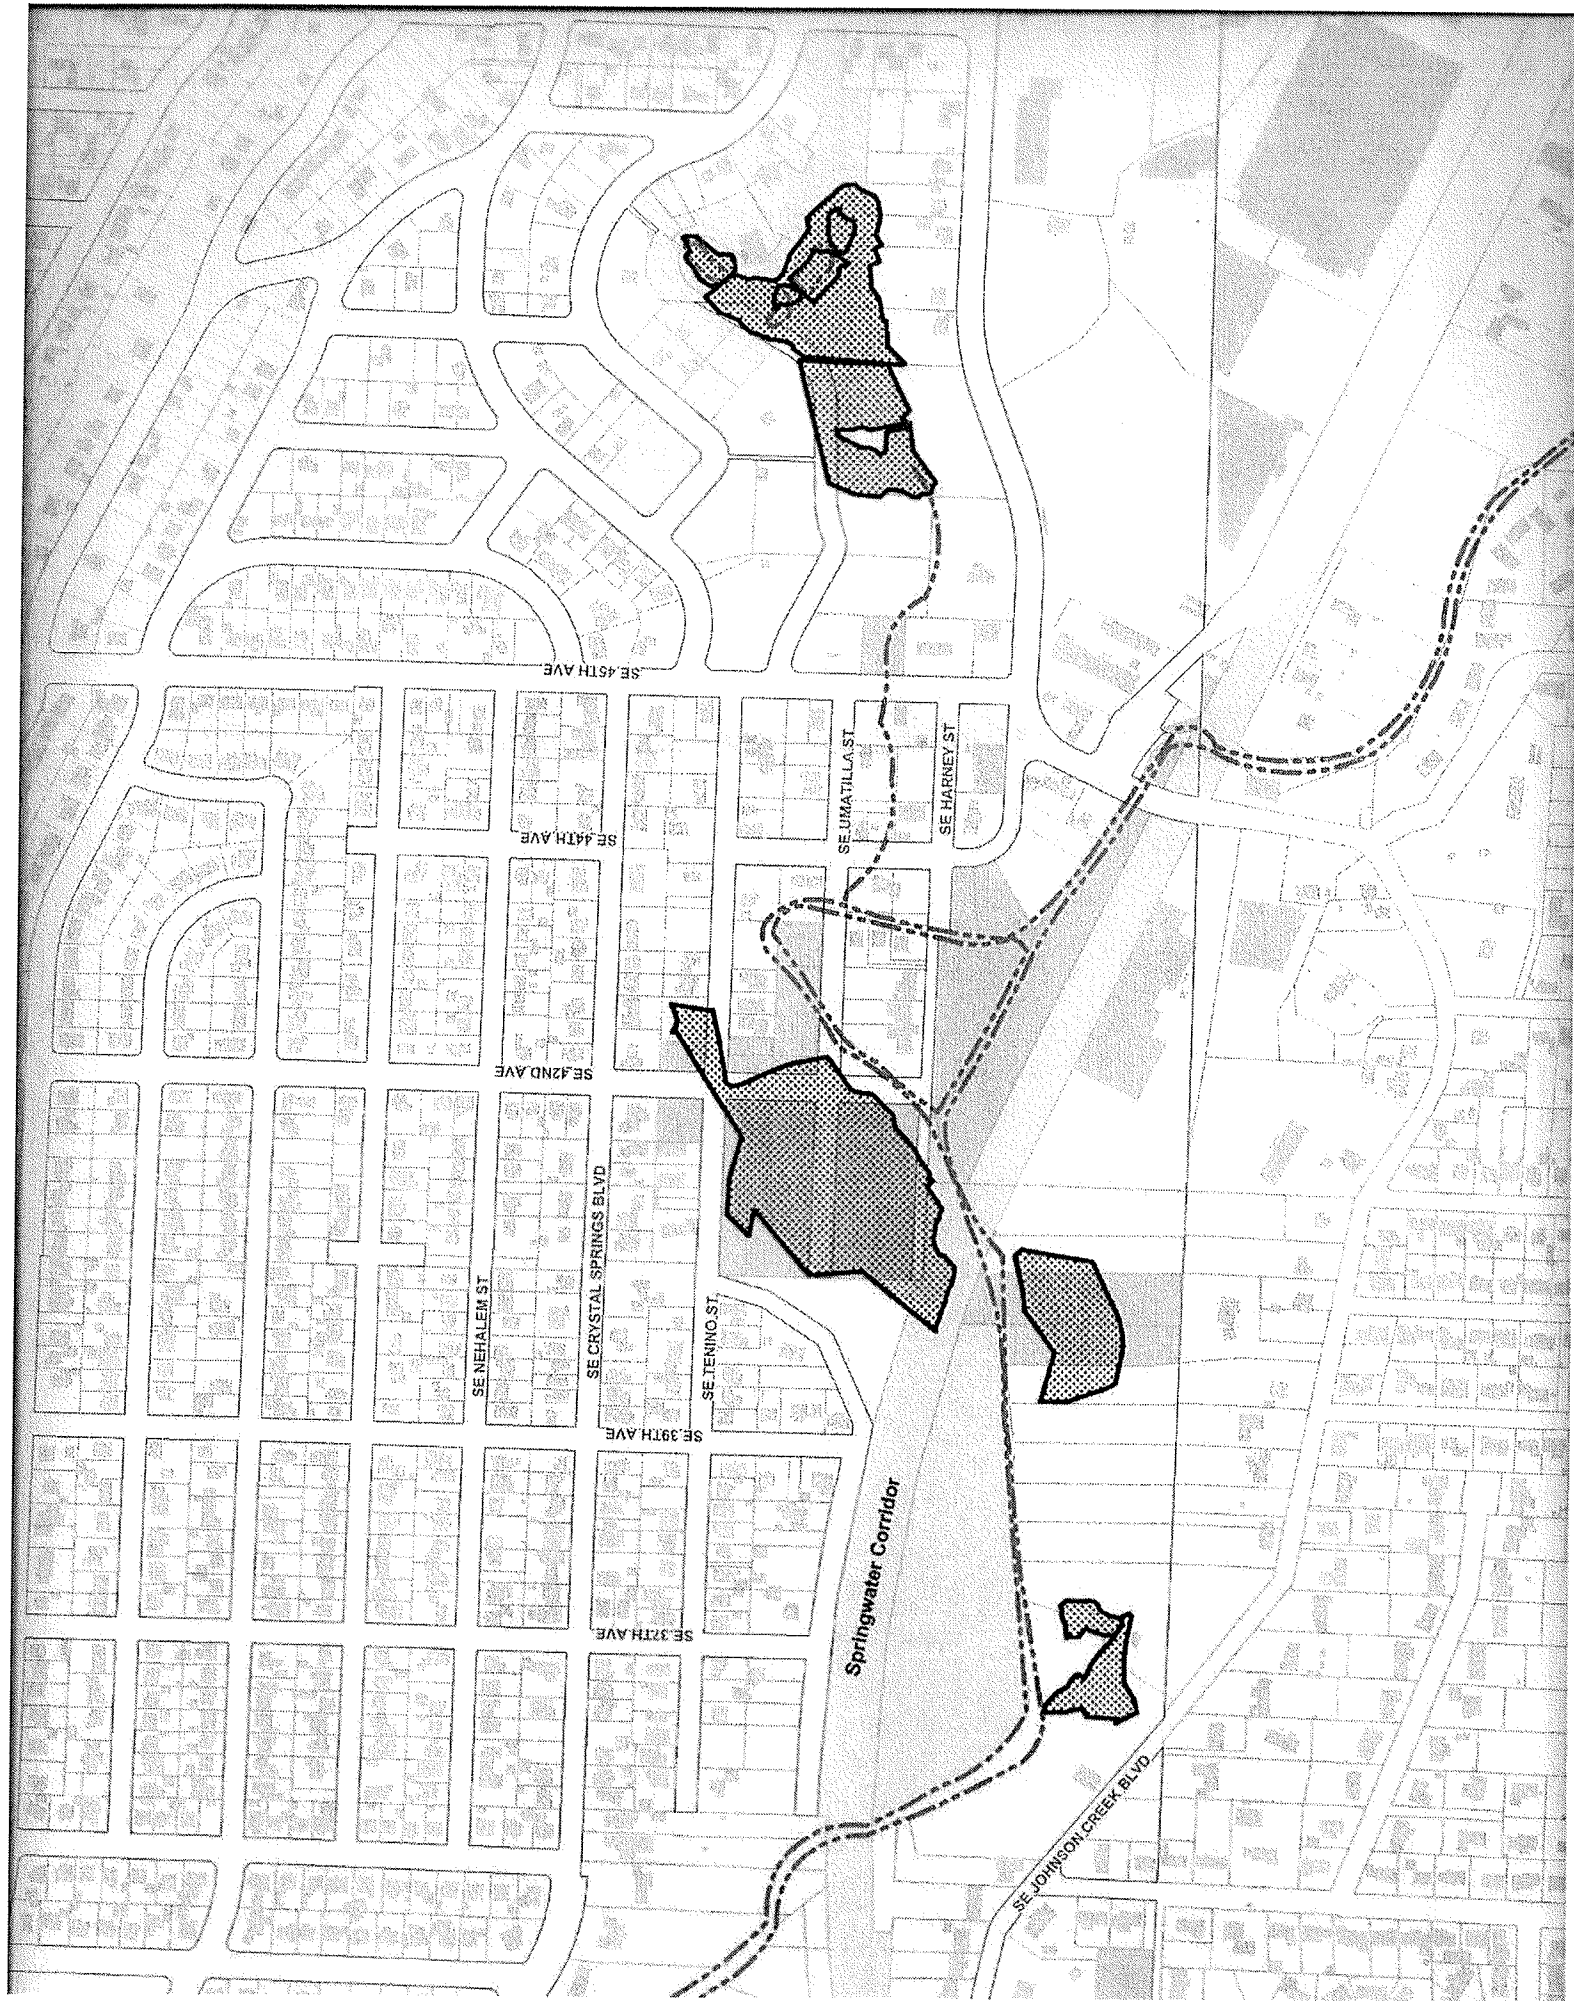 SE 45TH AVE
SE UMATILLA ST
SE HARNEY ST
SE 44TH AVE
SE 42ND AVE
SE NEHALEM ST
SE CRYSTAL SPRINGS BLVD
SE TENINO ST
SE 39TH AVE
Springwater Corridor
SE 37TH AVE
SE JOHNSON CREEK BLVD